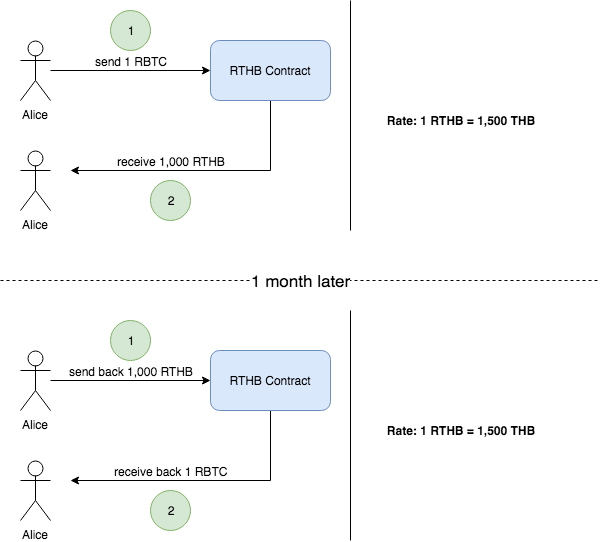 1
send 1 RBTC
RTHB Contract
Alice
Rate: 1 RTHB = 1,500 THB
receive 1,000 RTHB
2
Alice
1 month later
1
send back 1,000 RTHB
RTHB Contract
Alice
Rate: 1 RTHB = 1,500 THB
receive back 1 RBTC
2
Alice